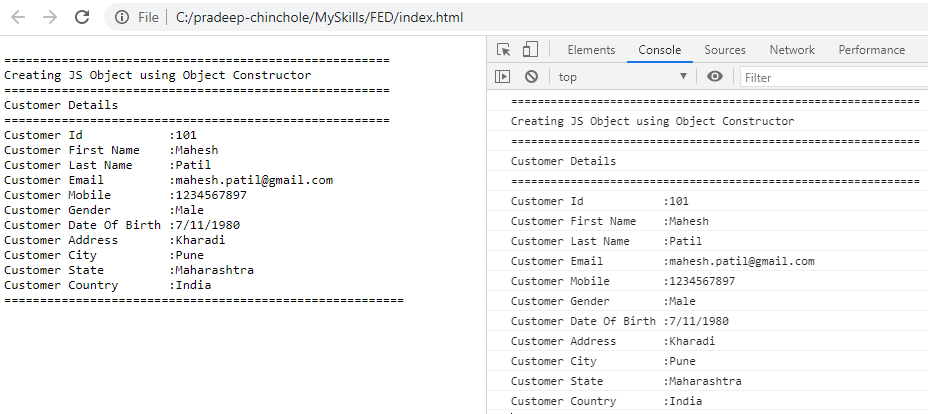 File C:/pradeep-chinchole/MySkills/FED/index.html
======================================================
Creating JS Object using Object Constructor
======================================================
Customer Details
======================================================
Customer Id            :101
Customer First Name    :Mahesh
Customer Last Name     :Patil
Customer Email         :mahesh.patil@gmail.com
Customer Mobile        :1234567897
Customer Gender        :Male
Customer Date Of Birth :7/11/1980
Customer Address       :Kharadi
Customer City          :Pune
Customer State         :Maharashtra
Customer Country       :India
========================================================
Elements Console Sources Network Performance
top Filter
==========================================================
Creating JS Object using Object Constructor
==========================================================
Customer Details
==========================================================
Customer Id            :101
Customer First Name    :Mahesh
Customer Last Name     :Patil
Customer Email         :mahesh.patil@gmail.com
Customer Mobile        :1234567897
Customer Gender        :Male
Customer Date Of Birth :7/11/1980
Customer Address       :Kharadi
Customer City          :Pune
Customer State         :Maharashtra
Customer Country       :India